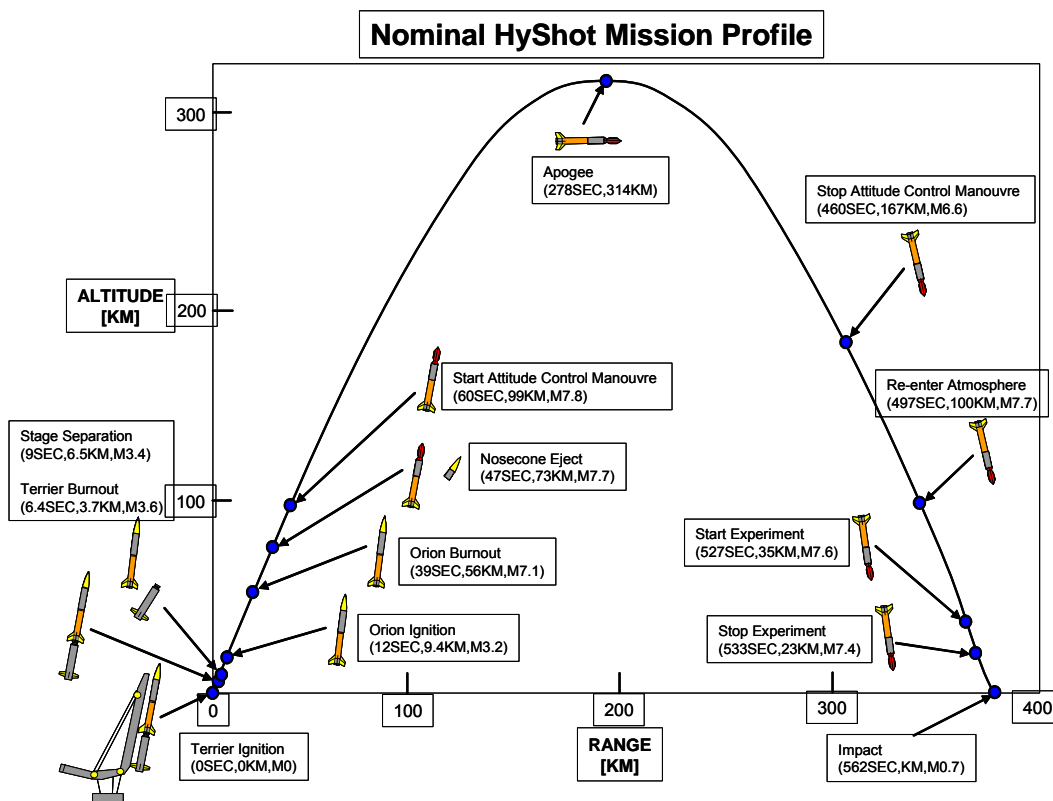 Nominal HyShot Mission Profile
300
Apogee
(278SEC,314KM)
Stop Attitude Control Manouvre
(460SEC,167KM,M6.6)
ALTITUDE
[KM]
200
Start Attitude Control Manouvre
(60SEC,99KM,M7.8)
Re-enter Atmosphere
(497SEC,100KM,M7.7)
Stage Separation
(9SEC,6.5KM,M3.4)
Terrier Burnout
(6.4SEC,3.7KM,M3.6)
Nosecone Eject
(47SEC,73KM,M7.7)
100
Start Experiment
(527SEC,35KM,M7.6)
Orion Burnout
(39SEC,56KM,M7.1)
Orion Ignition
(12SEC,9.4KM,M3.2)
Stop Experiment
(533SEC,23KM,M7.4)
0
100
200
300
400
Terrier Ignition
(0SEC,0KM,M0)
RANGE
[KM]
Impact
(562SEC,KM,M0.7)